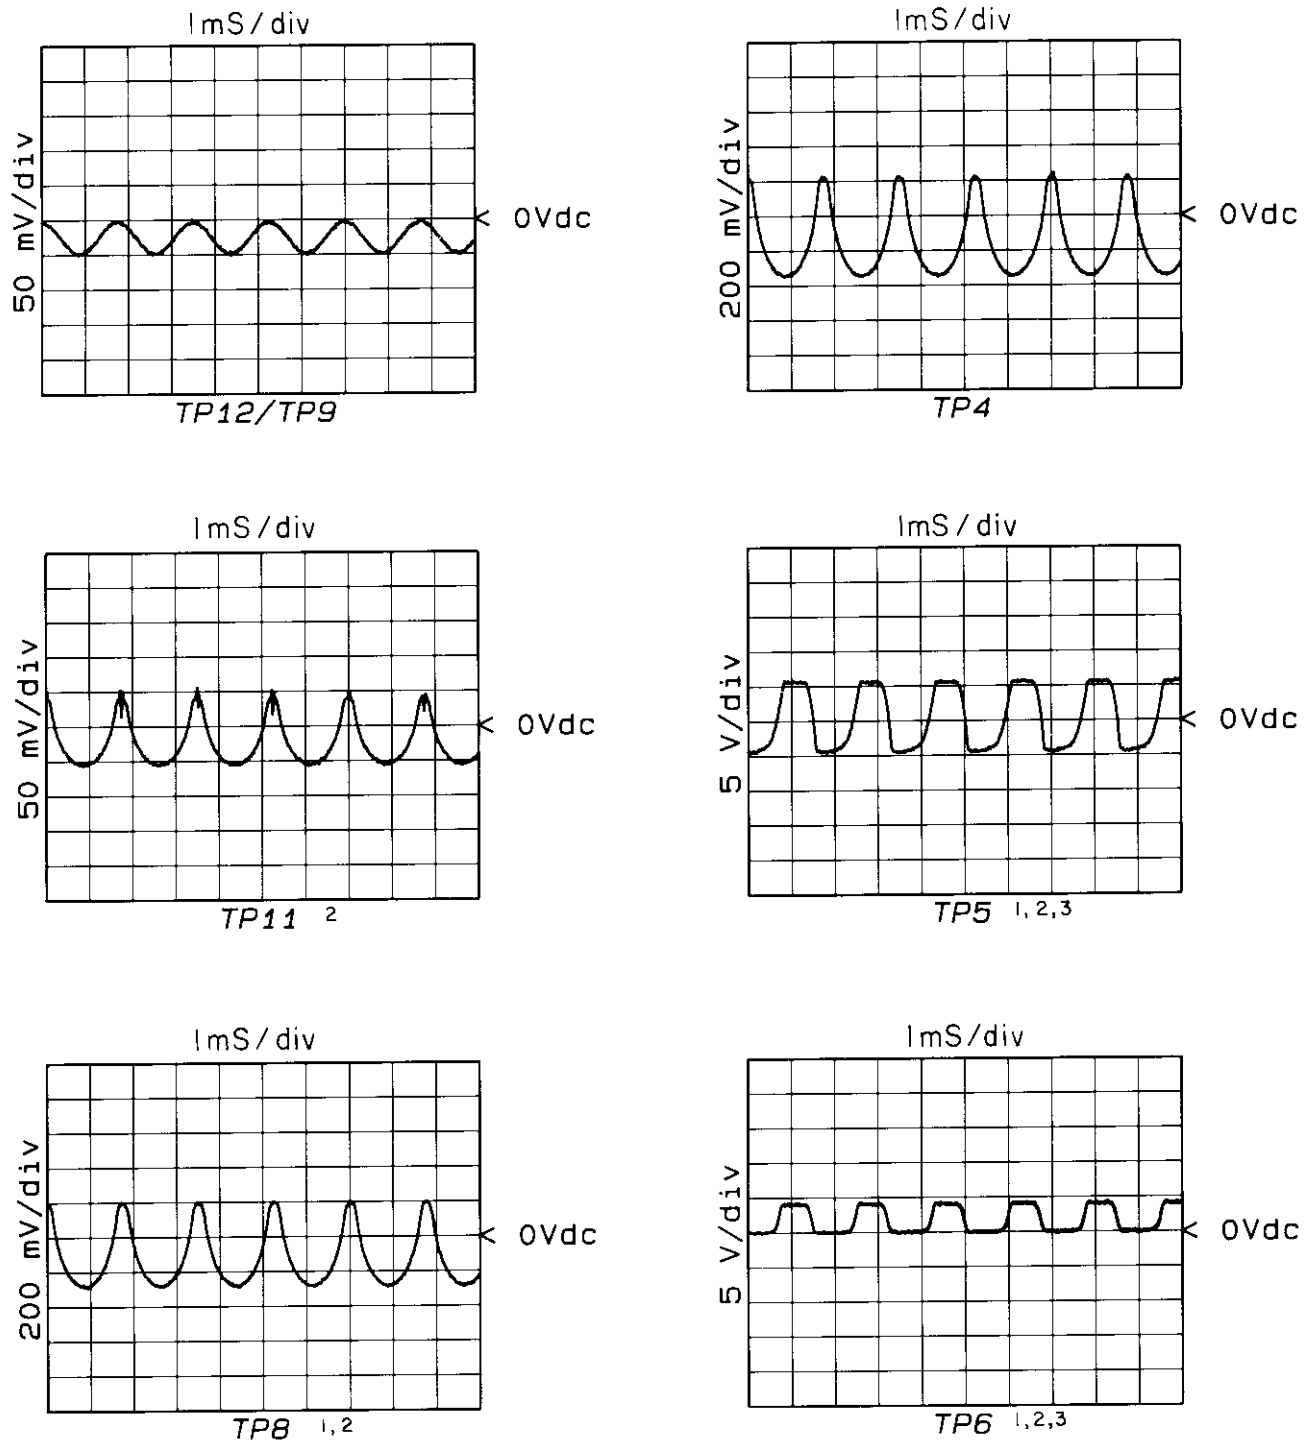 1mS/div
50 mV/div
< 0Vdc
TP12/TP9
1mS/div
200 mV/div
< 0Vdc
TP4
1mS/div
50 mV/div
< 0Vdc
TP11 2
1mS/div
5 V/div
< 0Vdc
TP5 1,2,3
1mS/div
200 mV/div
< 0Vdc
TP8 1,2
1mS/div
5 V/div
< 0Vdc
TP6 1,2,3